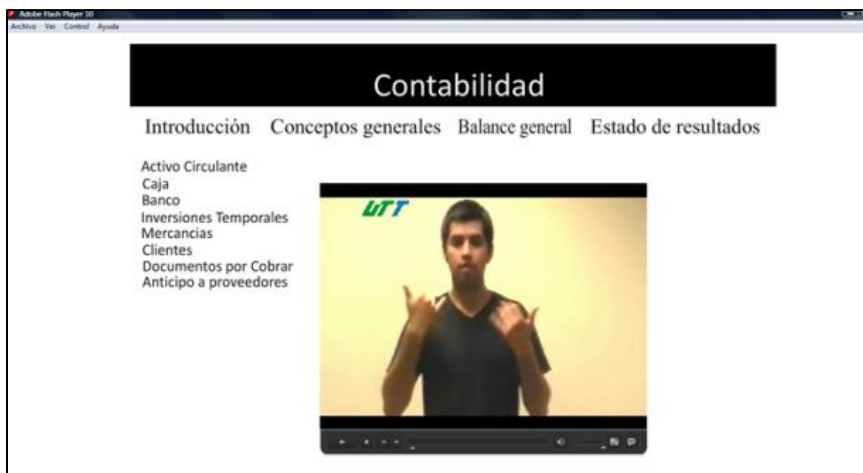 Adobe Flash Player 10
Archivo Ver Control Ayuda
Contabilidad
Introducción Conceptos generales Balance general Estado de resultados
Activo Circulante
Caja
Banco
Inversiones Temporales
Mercancias
Clientes
Documentos por Cobrar
Anticipo a proveedores
UTT